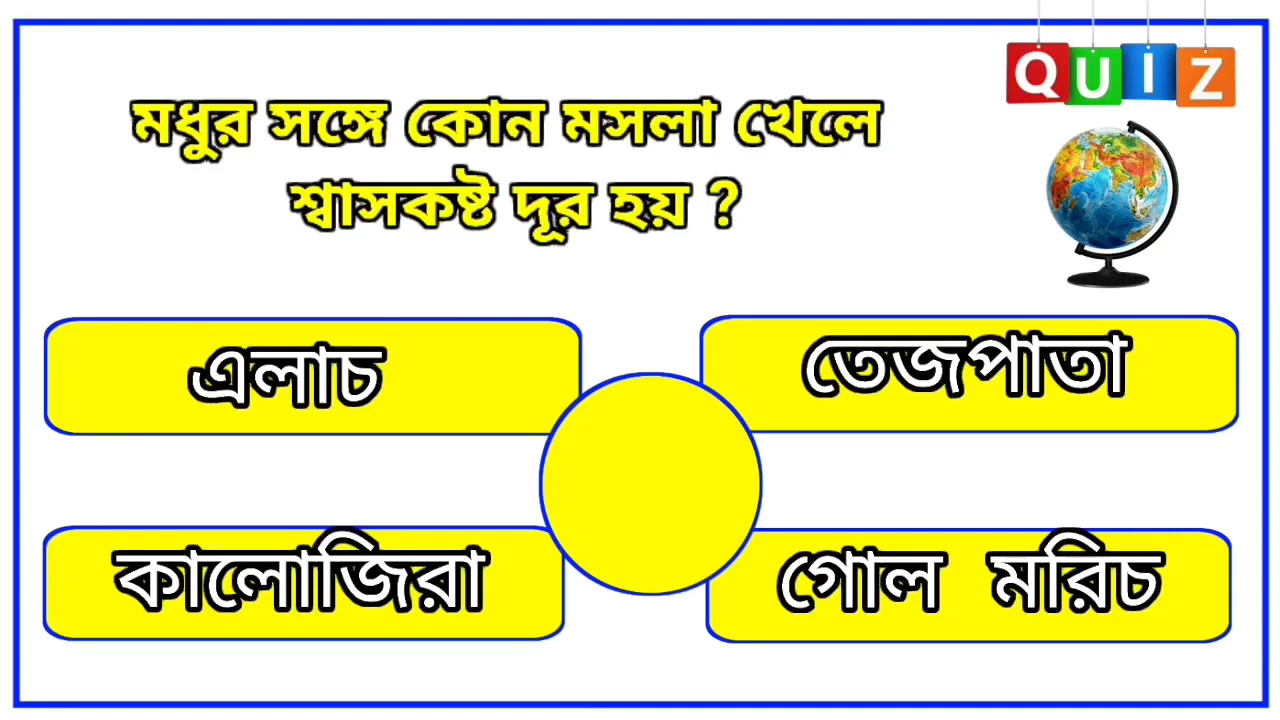 QUIZ
মধুর সঙ্গে কোন মসলা খেলে
শ্বাসকষ্ট দূর হয় ?
এলাচ
তেজপাতা
কালোজিরা
গোল মরিচ